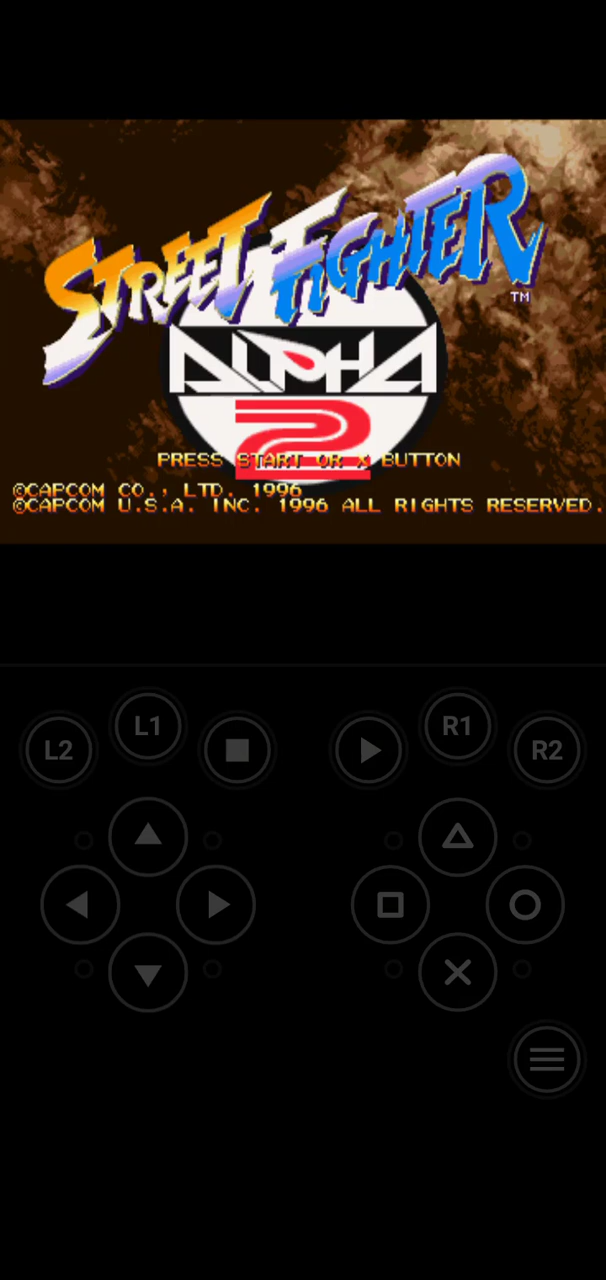 STREET FIGHTER
TM
ALPHA
2
PRESS START OR X BUTTON
©CAPCOM CO., LTD. 1996
©CAPCOM U.S.A. INC. 1996 ALL RIGHTS RESERVED.
L2 L1 R1 R2